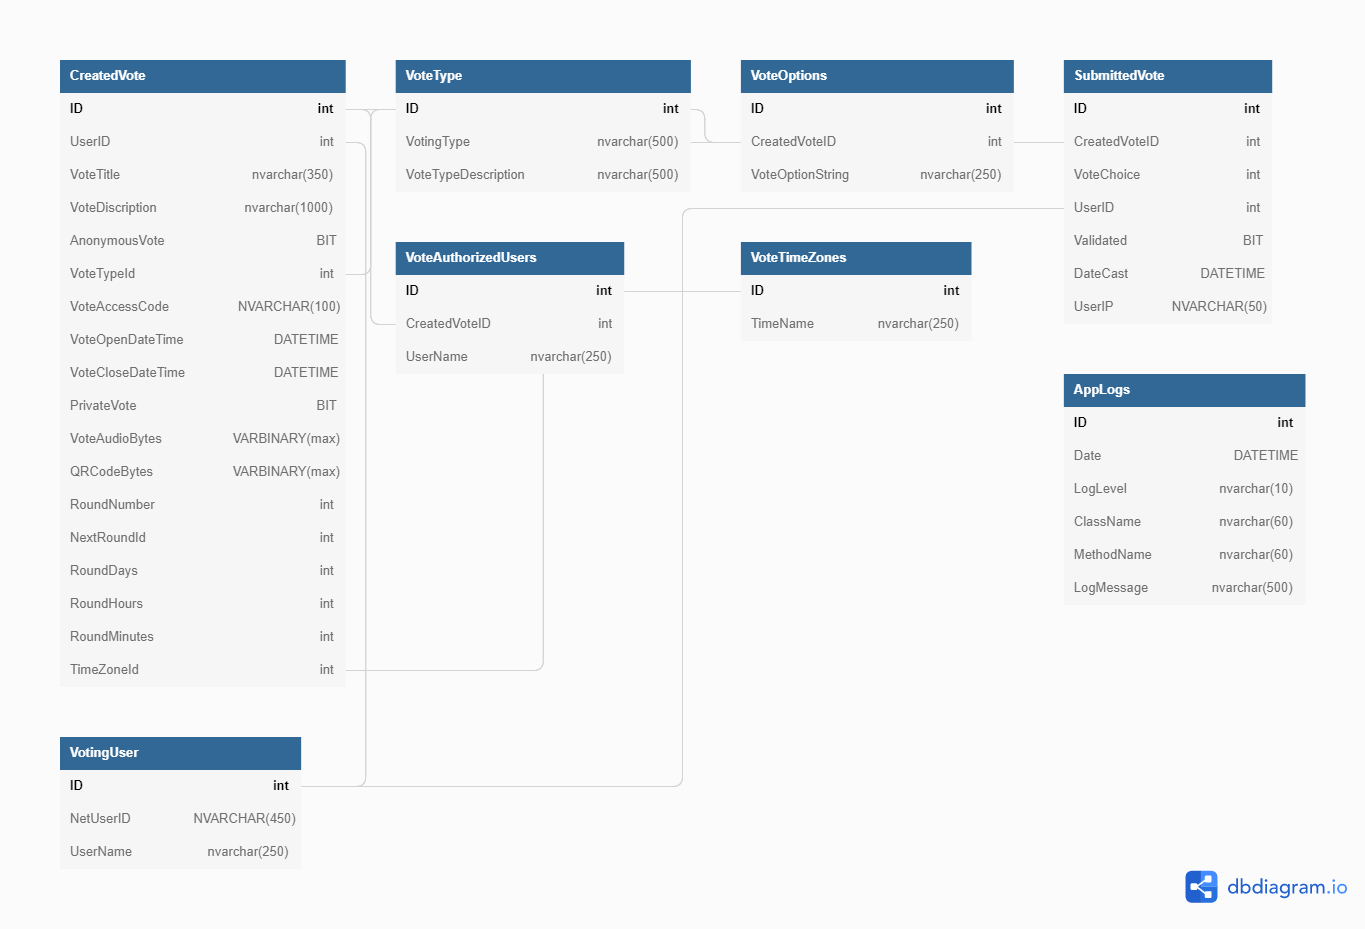 CreatedVote
ID int
UserID int
VoteTitle nvarchar(350)
VoteDiscription nvarchar(1000)
AnonymousVote BIT
VoteTypeId int
VoteAccessCode NVARCHAR(100)
VoteOpenDateTime DATETIME
VoteCloseDateTime DATETIME
PrivateVote BIT
VoteAudioBytes VARBINARY(max)
QRCodeBytes VARBINARY(max)
RoundNumber int
NextRoundId int
RoundDays int
RoundHours int
RoundMinutes int
TimeZoneId int
VoteType
ID int
VotingType nvarchar(500)
VoteTypeDescription nvarchar(500)
VoteOptions
ID int
CreatedVoteID int
VoteOptionString nvarchar(250)
SubmittedVote
ID int
CreatedVoteID int
VoteChoice int
UserID int
Validated BIT
DateCast DATETIME
UserIP NVARCHAR(50)
VoteAuthorizedUsers
ID int
CreatedVoteID int
UserName nvarchar(250)
VoteTimeZones
ID int
TimeName nvarchar(250)
AppLogs
ID int
Date DATETIME
LogLevel nvarchar(10)
ClassName nvarchar(60)
MethodName nvarchar(60)
LogMessage nvarchar(500)
VotingUser
ID int
NetUserID NVARCHAR(450)
UserName nvarchar(250)
dbdiagram.io